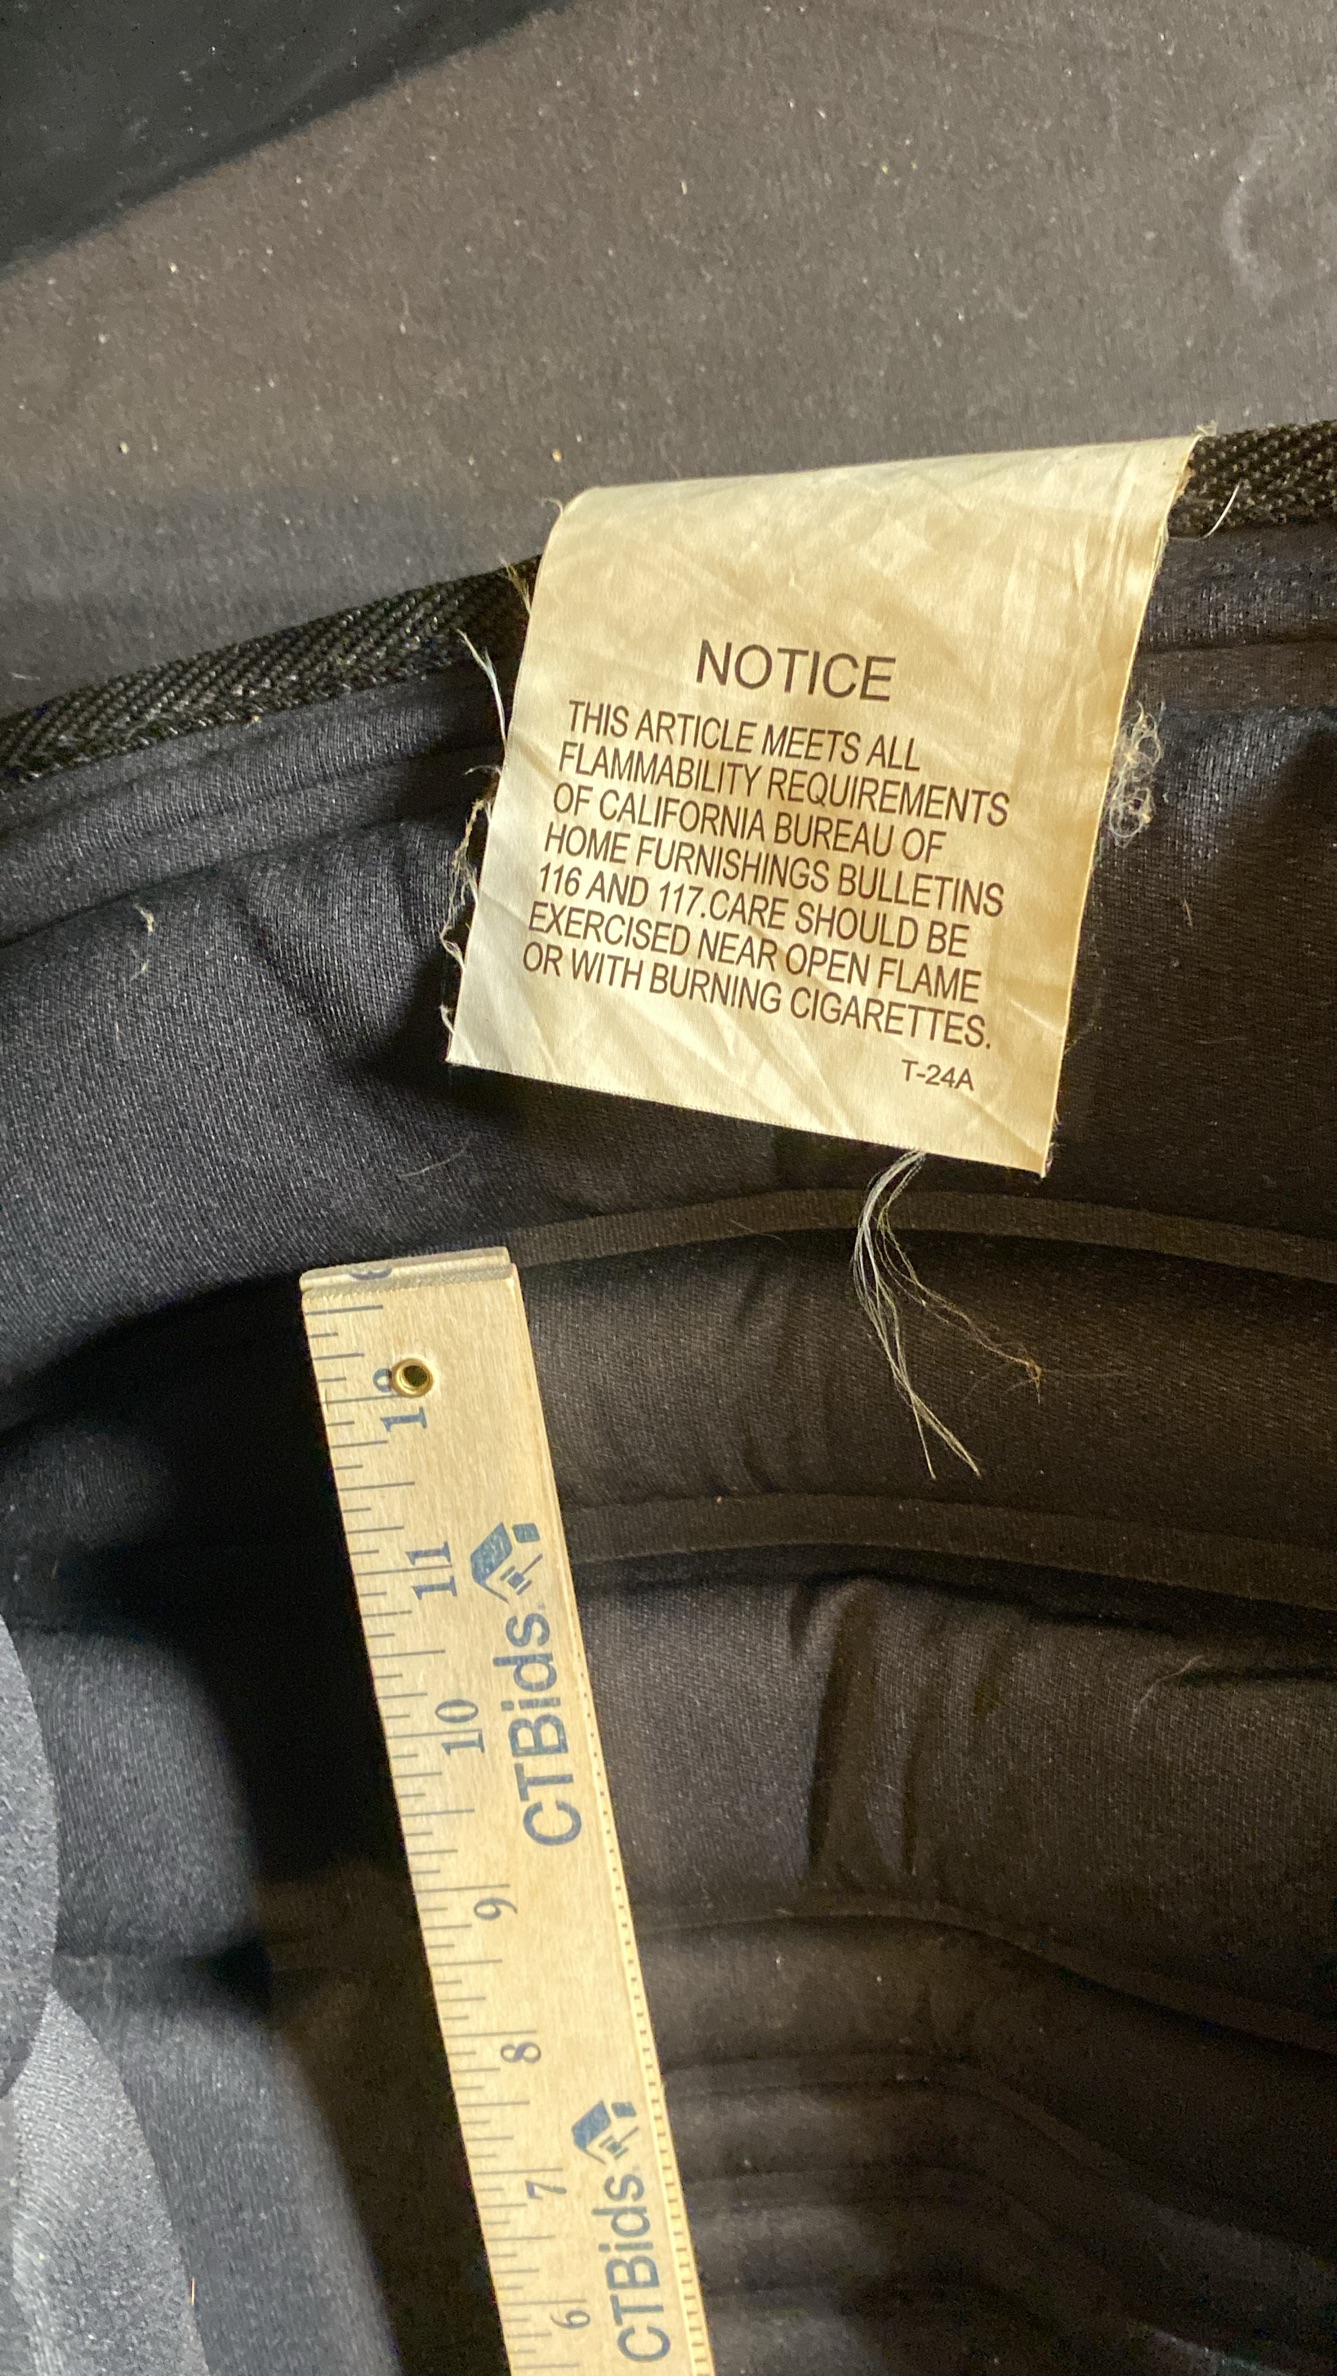 NOTICE
THIS ARTICLE MEETS ALL
FLAMMABILITY REQUIREMENTS
OF CALIFORNIA BUREAU OF
HOME FURNISHINGS BULLETINS
116 AND 117.CARE SHOULD BE
EXERCISED NEAR OPEN FLAME
OR WITH BURNING CIGARETTES.
T-24A
11
10
9
8
7
6
CTBids
CTBids